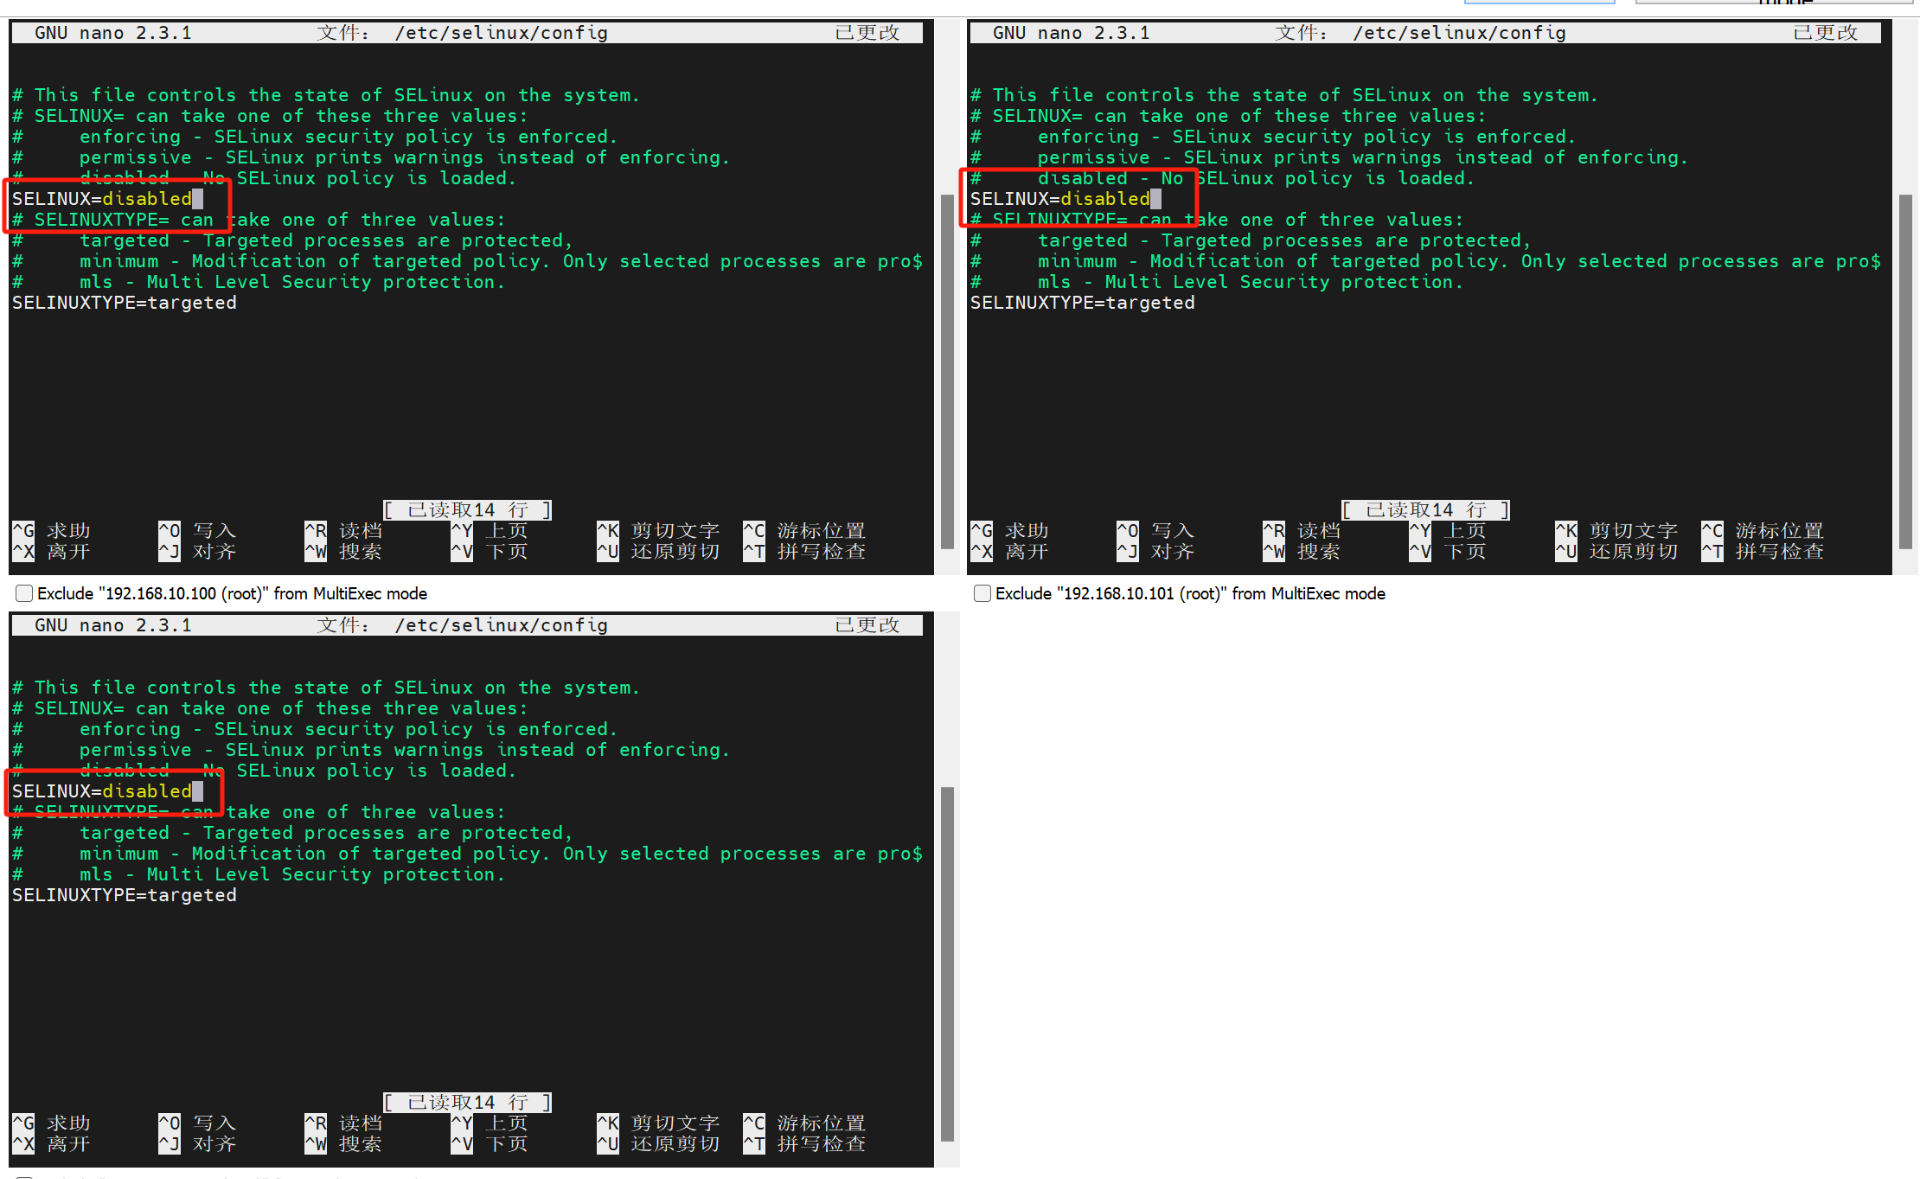 mode
GNU nano 2.3.1 文件： /etc/selinux/config 已更改
# This file controls the state of SELinux on the system.
# SELINUX= can take one of these three values:
# enforcing - SELinux security policy is enforced.
# permissive - SELinux prints warnings instead of enforcing.
# disabled - No SELinux policy is loaded.
SELINUX=disabled
# SELINUXTYPE= can take one of three values:
# targeted - Targeted processes are protected,
# minimum - Modification of targeted policy. Only selected processes are pro$
# mls - Multi Level Security protection.
SELINUXTYPE=targeted
[ 已读取14 行 ]
^G 求助 ^O 写入 ^R 读档 ^Y 上页 ^K 剪切文字 ^C 游标位置
^X 离开 ^J 对齐 ^W 搜索 ^V 下页 ^U 还原剪切 ^T 拼写检查
Exclude "192.168.10.100 (root)" from MultiExec mode
GNU nano 2.3.1 文件： /etc/selinux/config 已更改
# This file controls the state of SELinux on the system.
# SELINUX= can take one of these three values:
# enforcing - SELinux security policy is enforced.
# permissive - SELinux prints warnings instead of enforcing.
# disabled - No SELinux policy is loaded.
SELINUX=disabled
# SELINUXTYPE= can take one of three values:
# targeted - Targeted processes are protected,
# minimum - Modification of targeted policy. Only selected processes are pro$
# mls - Multi Level Security protection.
SELINUXTYPE=targeted
[ 已读取14 行 ]
^G 求助 ^O 写入 ^R 读档 ^Y 上页 ^K 剪切文字 ^C 游标位置
^X 离开 ^J 对齐 ^W 搜索 ^V 下页 ^U 还原剪切 ^T 拼写检查
Exclude "192.168.10.101 (root)" from MultiExec mode
GNU nano 2.3.1 文件： /etc/selinux/config 已更改
# This file controls the state of SELinux on the system.
# SELINUX= can take one of these three values:
# enforcing - SELinux security policy is enforced.
# permissive - SELinux prints warnings instead of enforcing.
# disabled - No SELinux policy is loaded.
SELINUX=disabled
# SELINUXTYPE= can take one of three values:
# targeted - Targeted processes are protected,
# minimum - Modification of targeted policy. Only selected processes are pro$
# mls - Multi Level Security protection.
SELINUXTYPE=targeted
[ 已读取14 行 ]
^G 求助 ^O 写入 ^R 读档 ^Y 上页 ^K 剪切文字 ^C 游标位置
^X 离开 ^J 对齐 ^W 搜索 ^V 下页 ^U 还原剪切 ^T 拼写检查